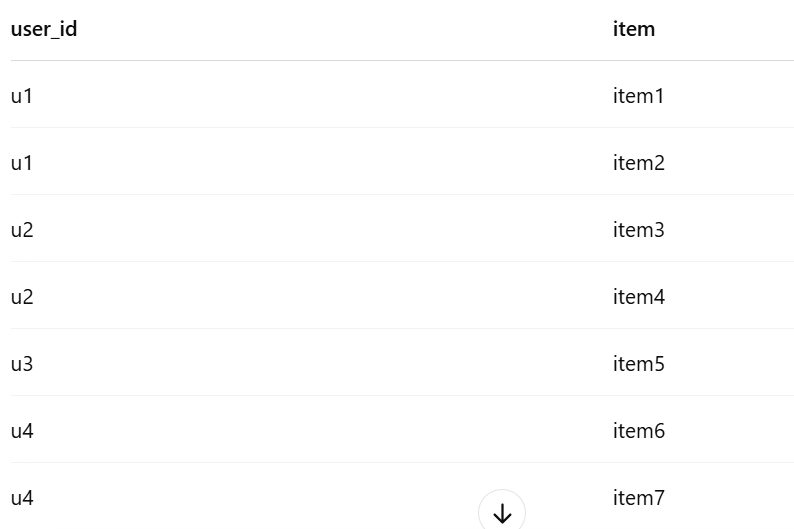 user_id item
u1 item1
u1 item2
u2 item3
u2 item4
u3 item5
u4 item6
u4 item7